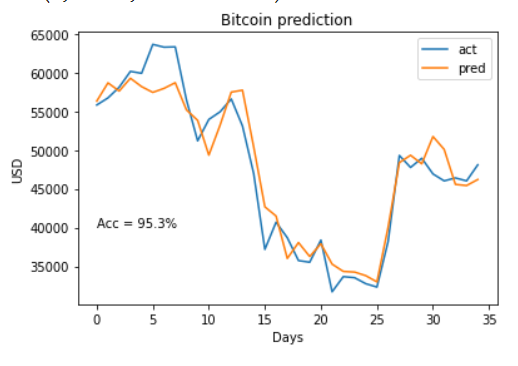 Bitcoin prediction
act
pred
65000
60000
55000
50000
45000
40000
35000
USD
Acc = 95.3%
0 5 10 15 20 25 30 35
Days